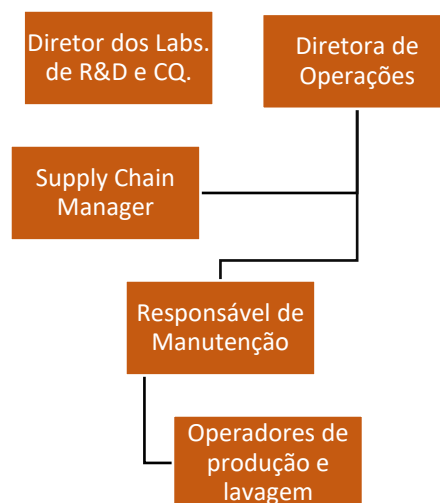 Diretor dos Labs.
de R&D e CQ.
Diretora de
Operações
Supply Chain
Manager
Responsável de
Manutenção
Operadores de
produção e
lavagem